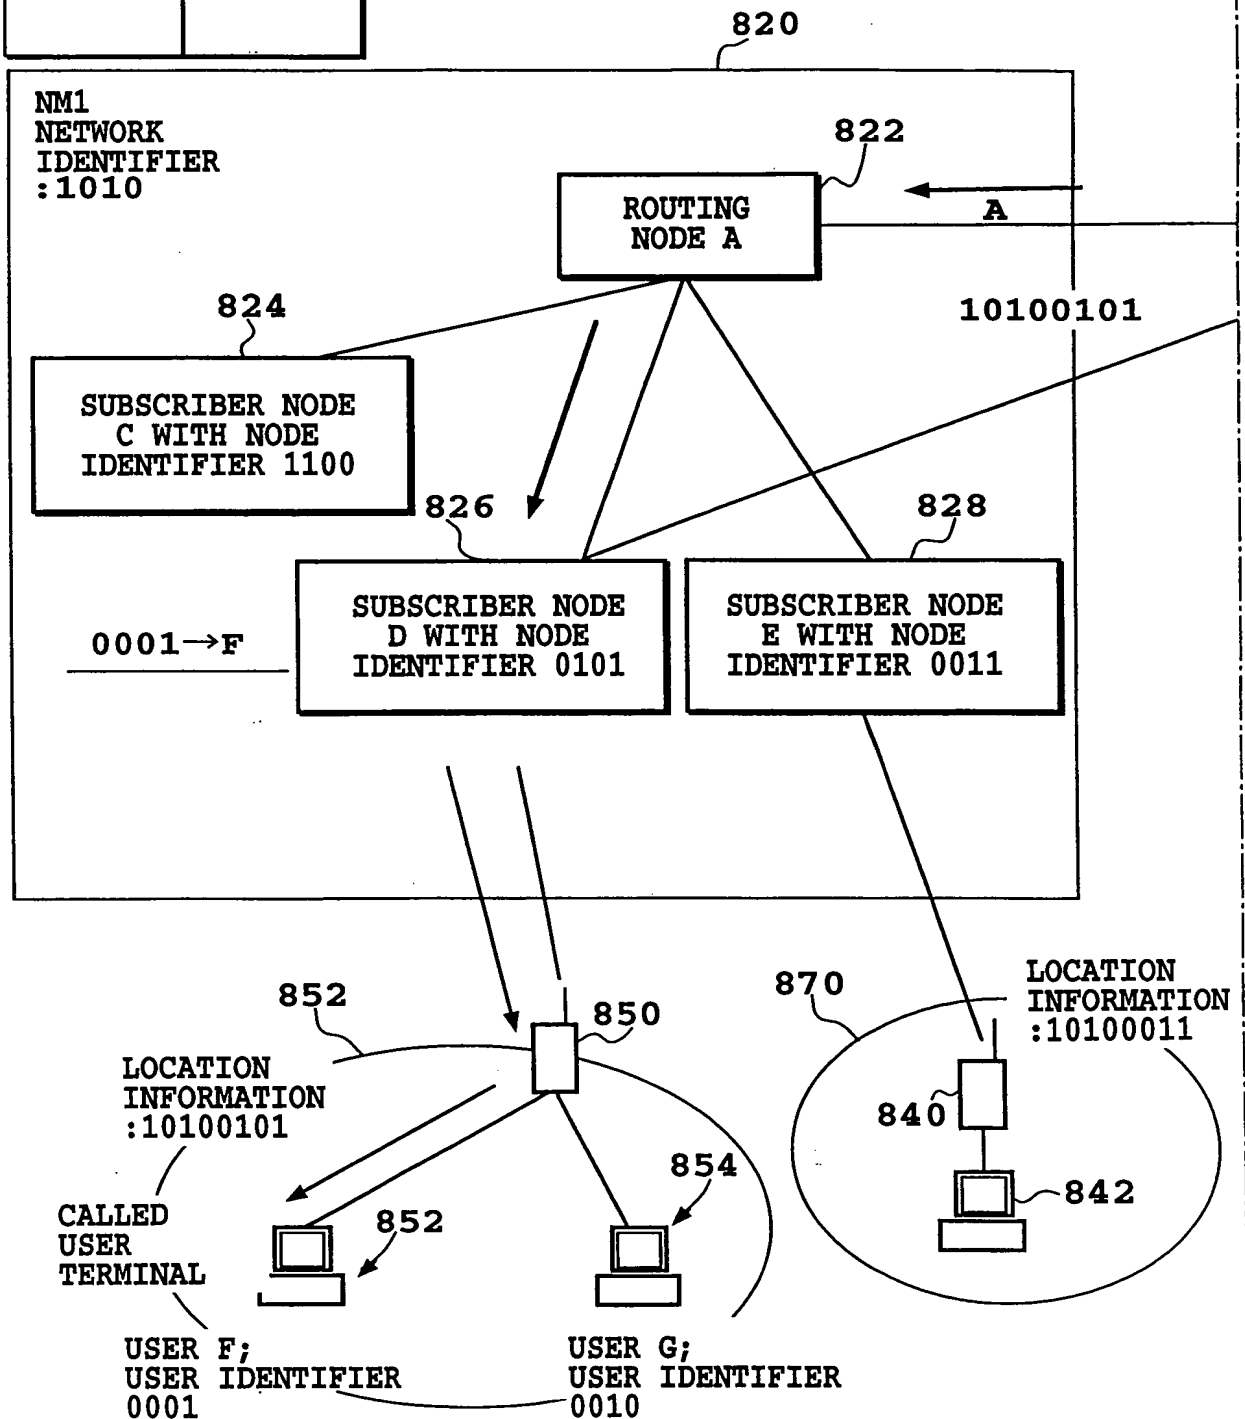 820
NM1
NETWORK
IDENTIFIER
:1010
822
ROUTING
NODE A
A
824
10100101
SUBSCRIBER NODE
C WITH NODE
IDENTIFIER 1100
826
828
SUBSCRIBER NODE
D WITH NODE
IDENTIFIER 0101
SUBSCRIBER NODE
E WITH NODE
IDENTIFIER 0011
0001→F
852
850
870
LOCATION
INFORMATION
:10100011
LOCATION
INFORMATION
:10100101
840
854
842
CALLED
USER
TERMINAL
852
USER F;
USER IDENTIFIER
0001
USER G;
USER IDENTIFIER
0010